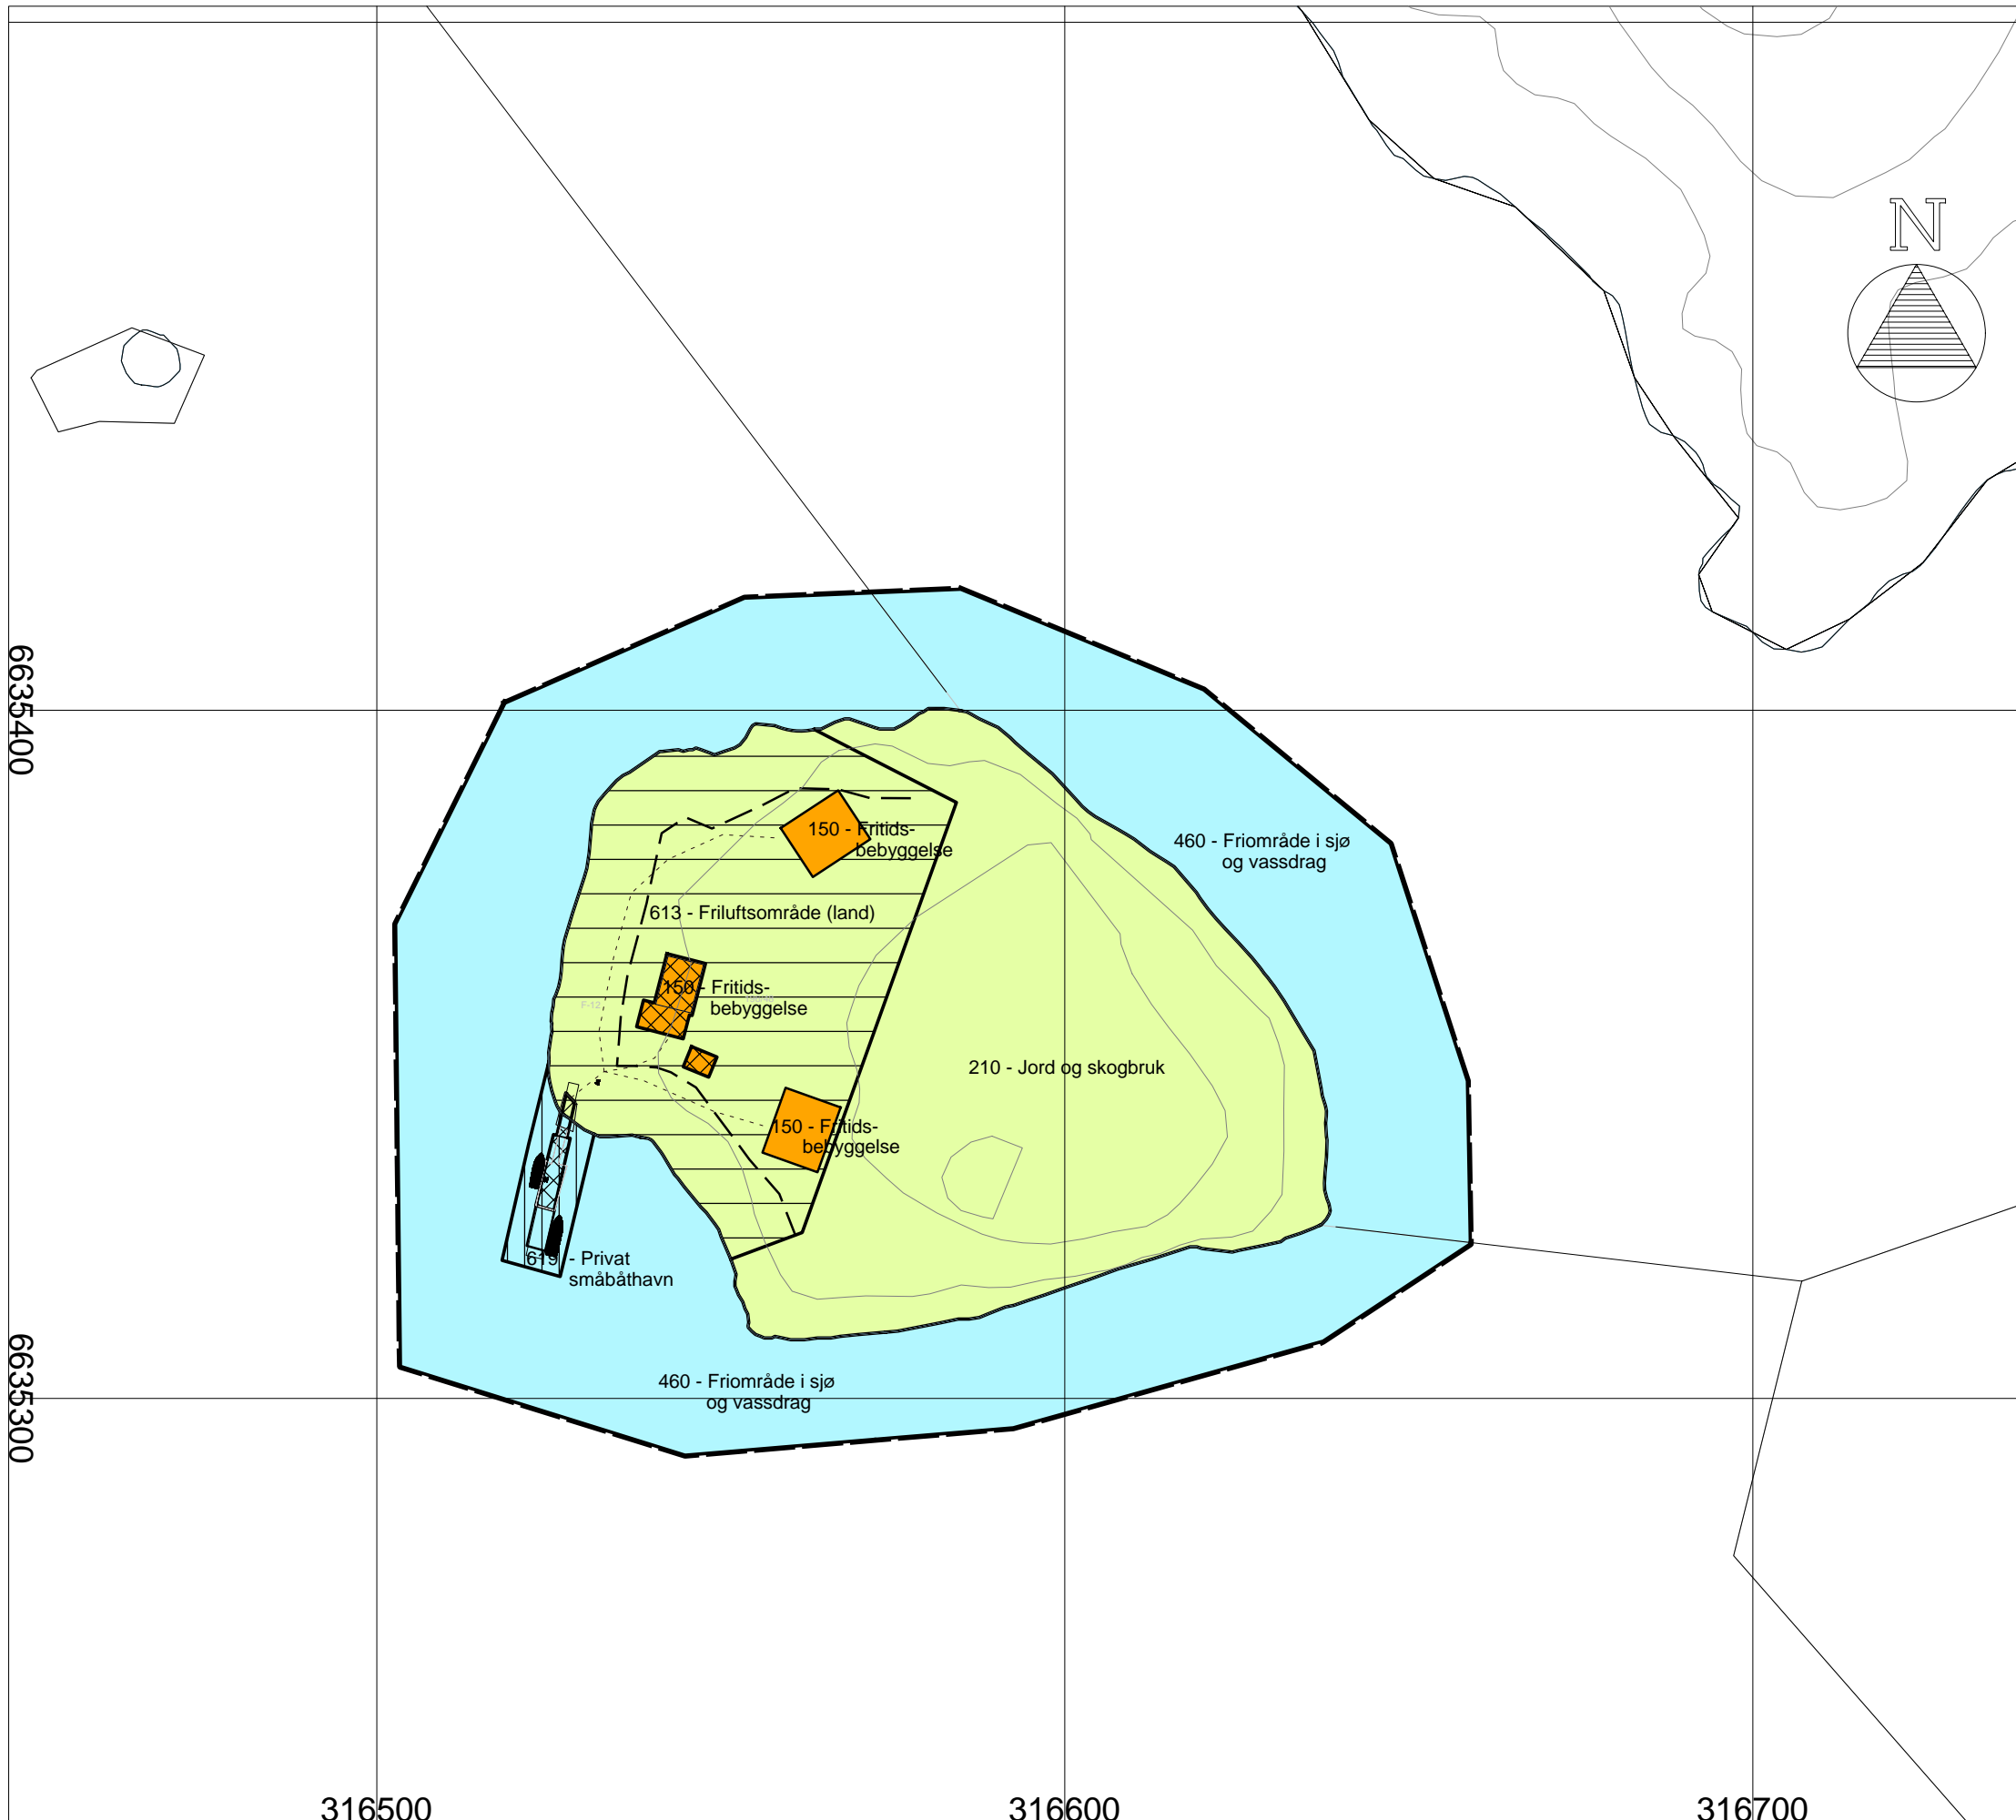 N
6635400
150 - Fritids-
bebyggelse
460 - Friområde i sjø
og vassdrag
613 - Friluftsområde (land)
150 - Fritids-
bebyggelse
F-12
210 - Jord og skogbruk
150 - Fritids-
bebyggelse
619 - Privat
småbåthavn
6635300
460 - Friområde i sjø
og vassdrag
316500
316600
316700